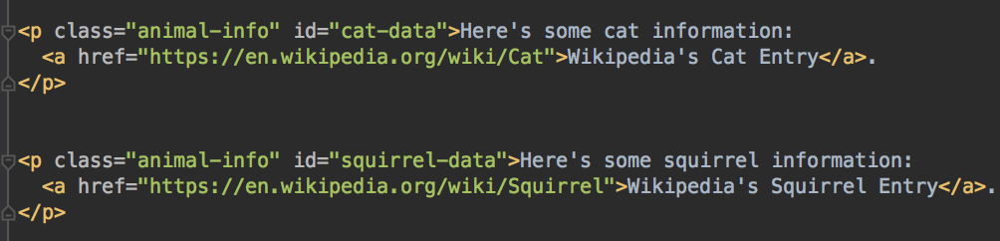 <p class="animal-info" id="cat-data">Here's some cat information:
  <a href="https://en.wikipedia.org/wiki/Cat">Wikipedia's Cat Entry</a>.
</p>
<p class="animal-info" id="squirrel-data">Here's some squirrel information:
  <a href="https://en.wikipedia.org/wiki/Squirrel">Wikipedia's Squirrel Entry</a>.
</p>